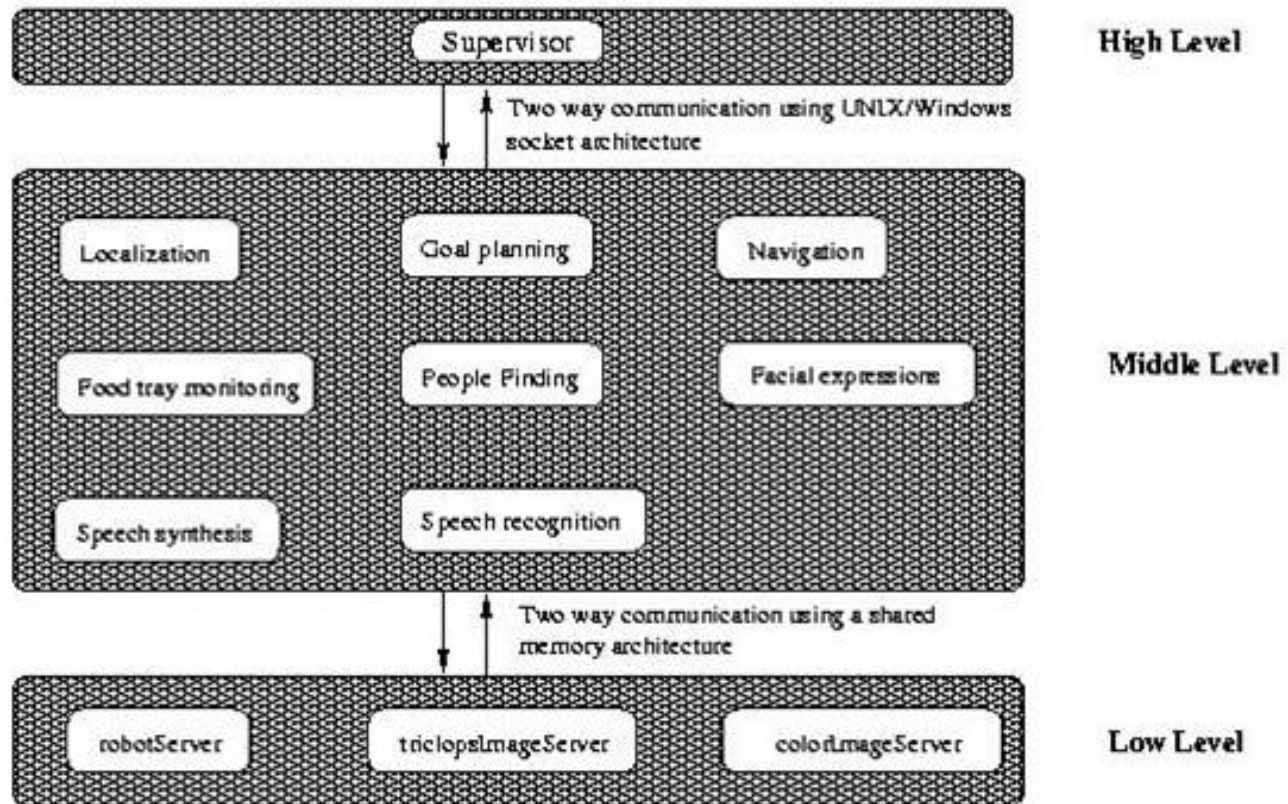 Supervisor
High Level
Two way communication using UNIX/Windows
socket architecture
Localization
Goal planning
Navigation
Food tray monitoring
People Finding
Facial expressions
Middle Level
Speech synthesis
Speech recognition
Two way communication using a shared
memory architecture
robotServer
triclopsImageServer
colorImageServer
Low Level